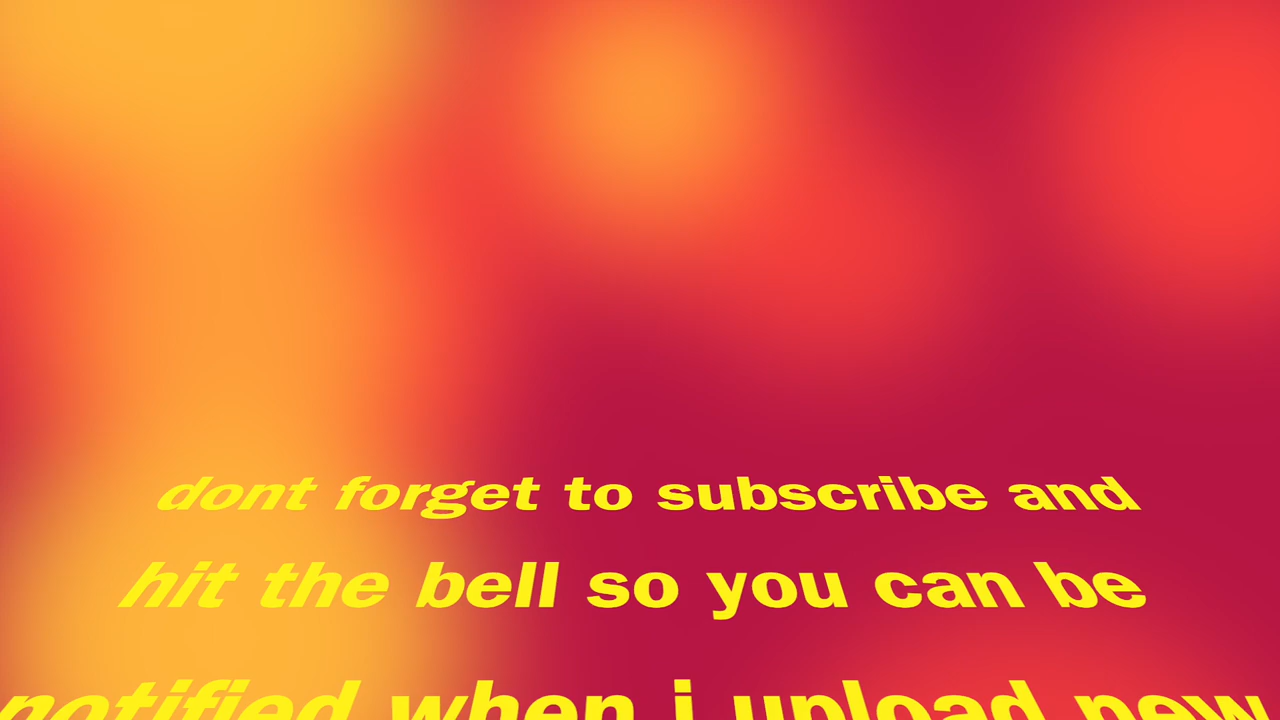 dont forget to subscribe and
hit the bell so you can be
notified when i upload new